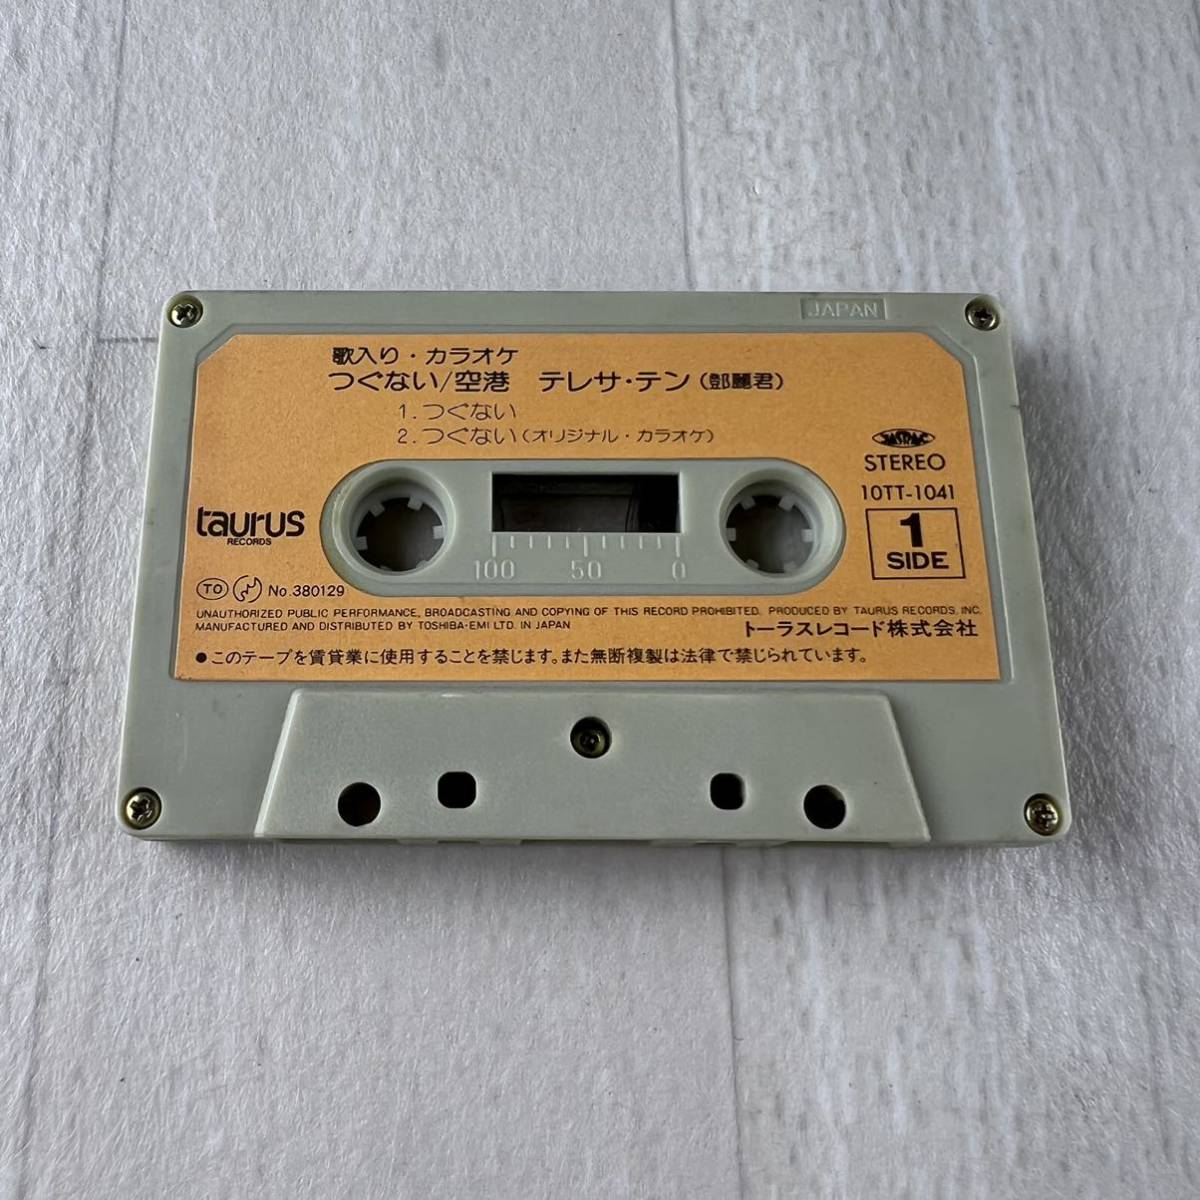 JAPAN
歌入り・カラオケ
つぐない/空港 テレサ・テン(鄧麗君)
1.つぐない
2.つぐない(オリジナル・カラオケ)
JASRAC
STEREO
10TT-1041
1
SIDE
taurus
RECORDS
100 50 0
TO No.380129
UNAUTHORIZED PUBLIC PERFORMANCE, BROADCASTING AND COPYING OF THIS RECORD PROHIBITED. PRODUCED BY TAURUS RECORDS, INC.
MANUFACTURED AND DISTRIBUTED BY TOSHIBA-EMI LTD. IN JAPAN
トーラスレコード株式会社
●このテープを賃貸業に使用することを禁じます。また無断複製は法律で禁じられています。